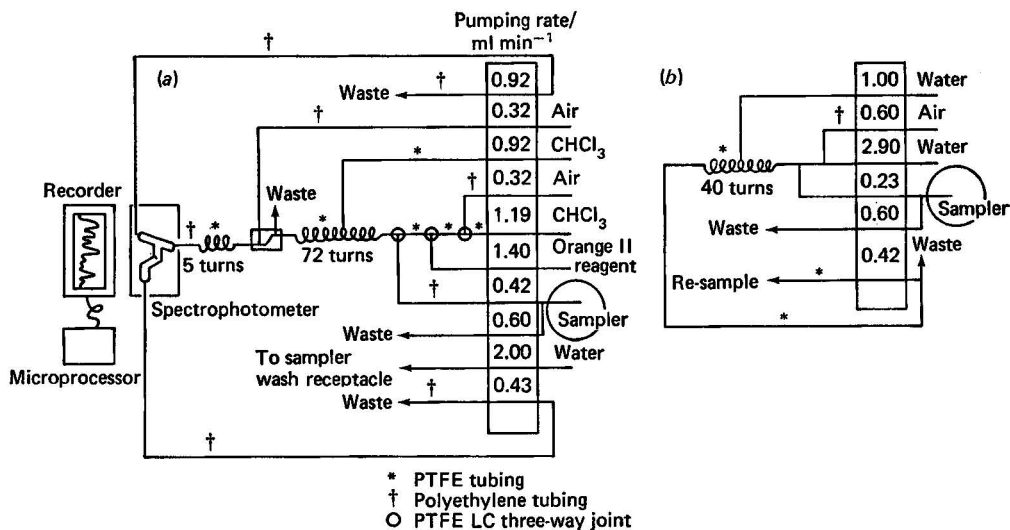 Pumping rate/
ml min⁻¹
†
(a)
†
Waste
0.92
†
0.32
Air
*
0.92
CHCl₃
Waste
†
0.32
Air
Recorder
†
*
*
*
*
*
1.19
CHCl₃
5 turns
72 turns
1.40
Orange II
reagent
Spectrophotometer
†
0.42
Sampler
0.60
Waste
Microprocessor
To sampler
wash receptacle
2.00
Water
Waste
†
0.43
†
* PTFE tubing
† Polyethylene tubing
O PTFE LC three-way joint
(b)
1.00
Water
0.60
Air
†
*
2.90
Water
40 turns
0.23
Sampler
0.60
Waste
Waste
0.42
Re-sample
*
*